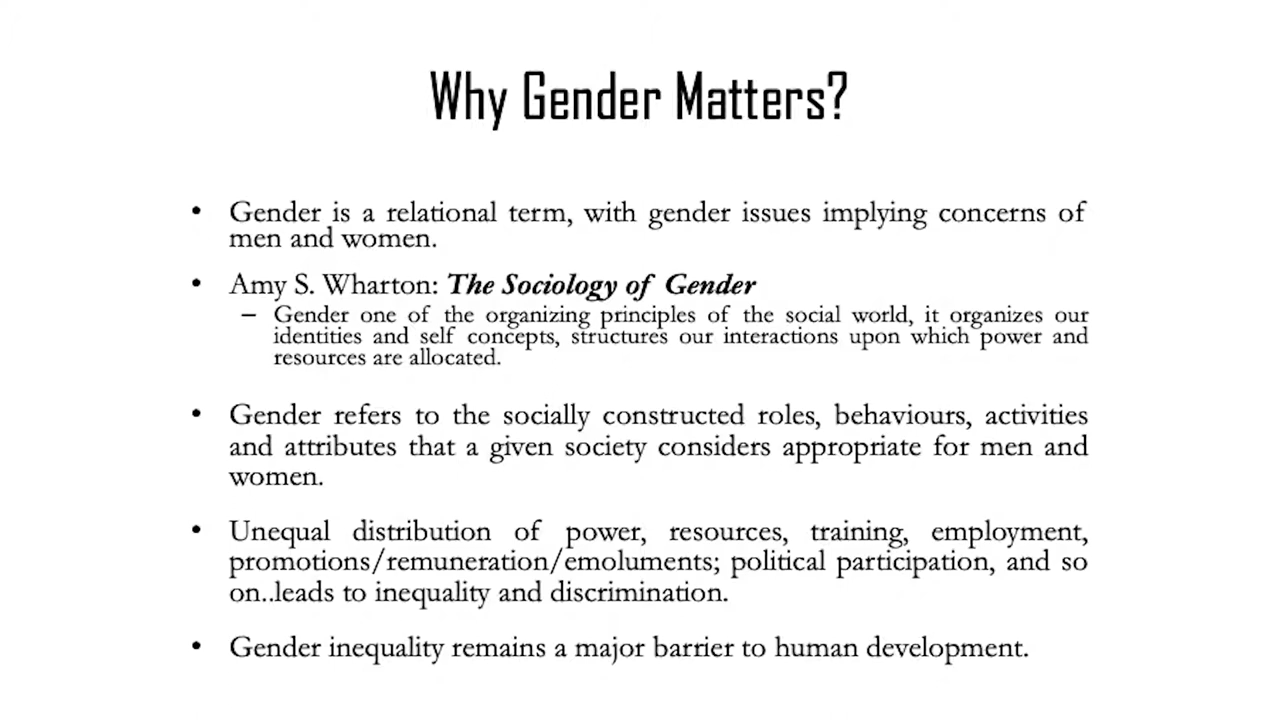 Why Gender Matters?
• Gender is a relational term, with gender issues implying concerns of
men and women.
• Amy S. Wharton: The Sociology of Gender
– Gender one of the organizing principles of the social world, it organizes our
identities and self concepts, structures our interactions upon which power and
resources are allocated.
• Gender refers to the socially constructed roles, behaviours, activities
and attributes that a given society considers appropriate for men and
women.
• Unequal distribution of power, resources, training, employment,
promotions/remuneration/emoluments; political participation, and so
on..leads to inequality and discrimination.
• Gender inequality remains a major barrier to human development.